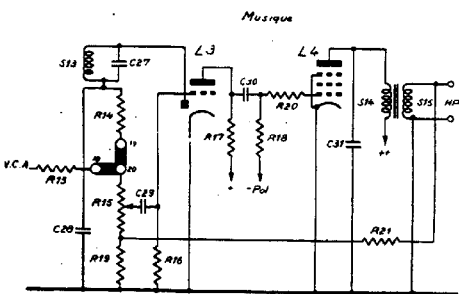 Musique
S13
C27
L3
L4
C30
R20
R14
R17
R18
C31
S14
S15
HP
19
20
++
V.C.A
R13
+
-Pol
C29
R15
R21
C28
R19
R16